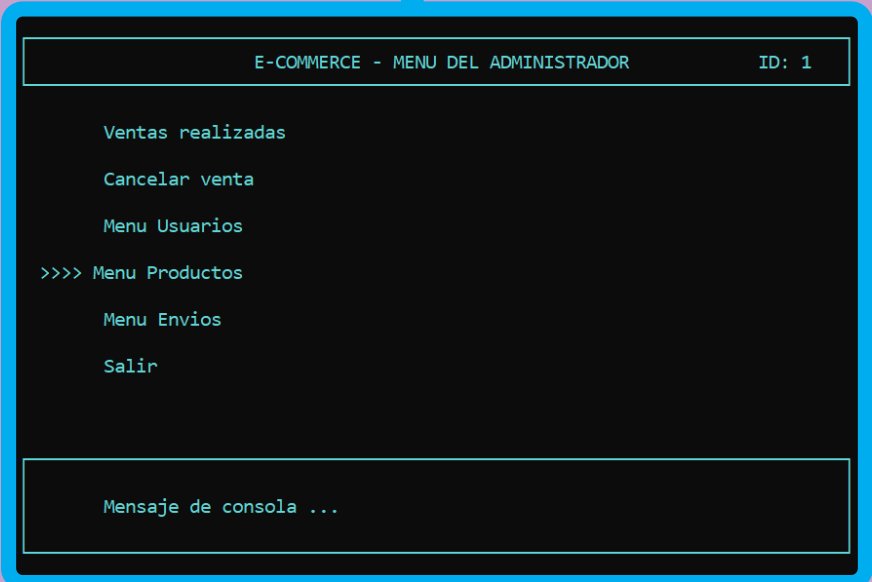 E-COMMERCE - MENU DEL ADMINISTRADOR ID: 1
Ventas realizadas
Cancelar venta
Menu Usuarios
>>>> Menu Productos
Menu Envios
Salir
Mensaje de consola ...